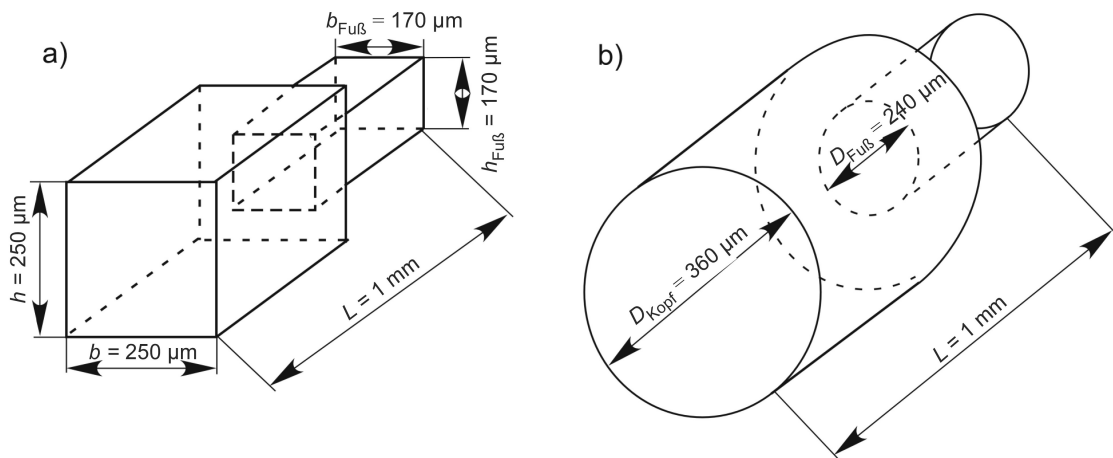 a)
b_Fuß = 170 µm
h_Fuß = 170 µm
h = 250 µm
b = 250 µm
L = 1 mm
b)
D_Fuß = 240 µm
D_Kopf = 360 µm
L = 1 mm